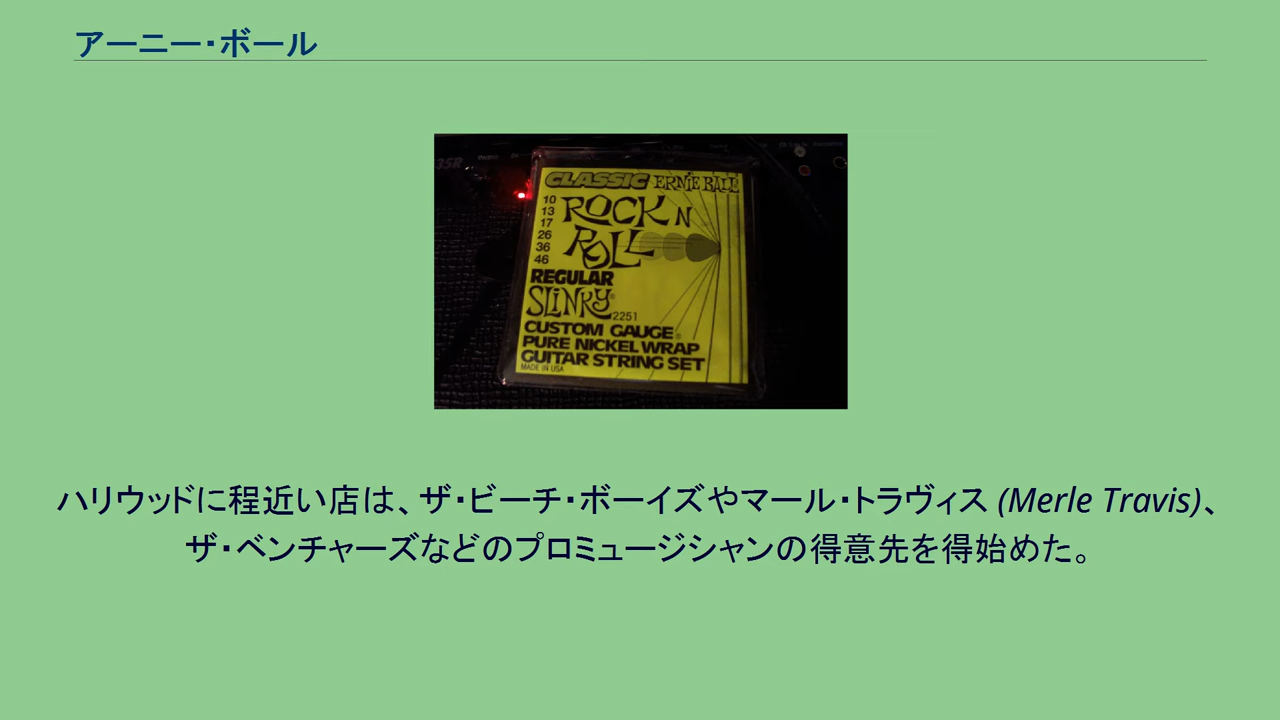 アーニー・ボール
CLASSIC ERNIE BALL
10
13
17
26
36
46
ROCK N
ROLL
REGULAR
SLINKY®
2251
CUSTOM GAUGE®
PURE NICKEL WRAP
GUITAR STRING SET
MADE IN USA
ハリウッドに程近い店は、ザ・ビーチ・ボーイズやマール・トラヴィス (Merle Travis)、
ザ・ベンチャーズなどのプロミュージシャンの得意先を得始めた。